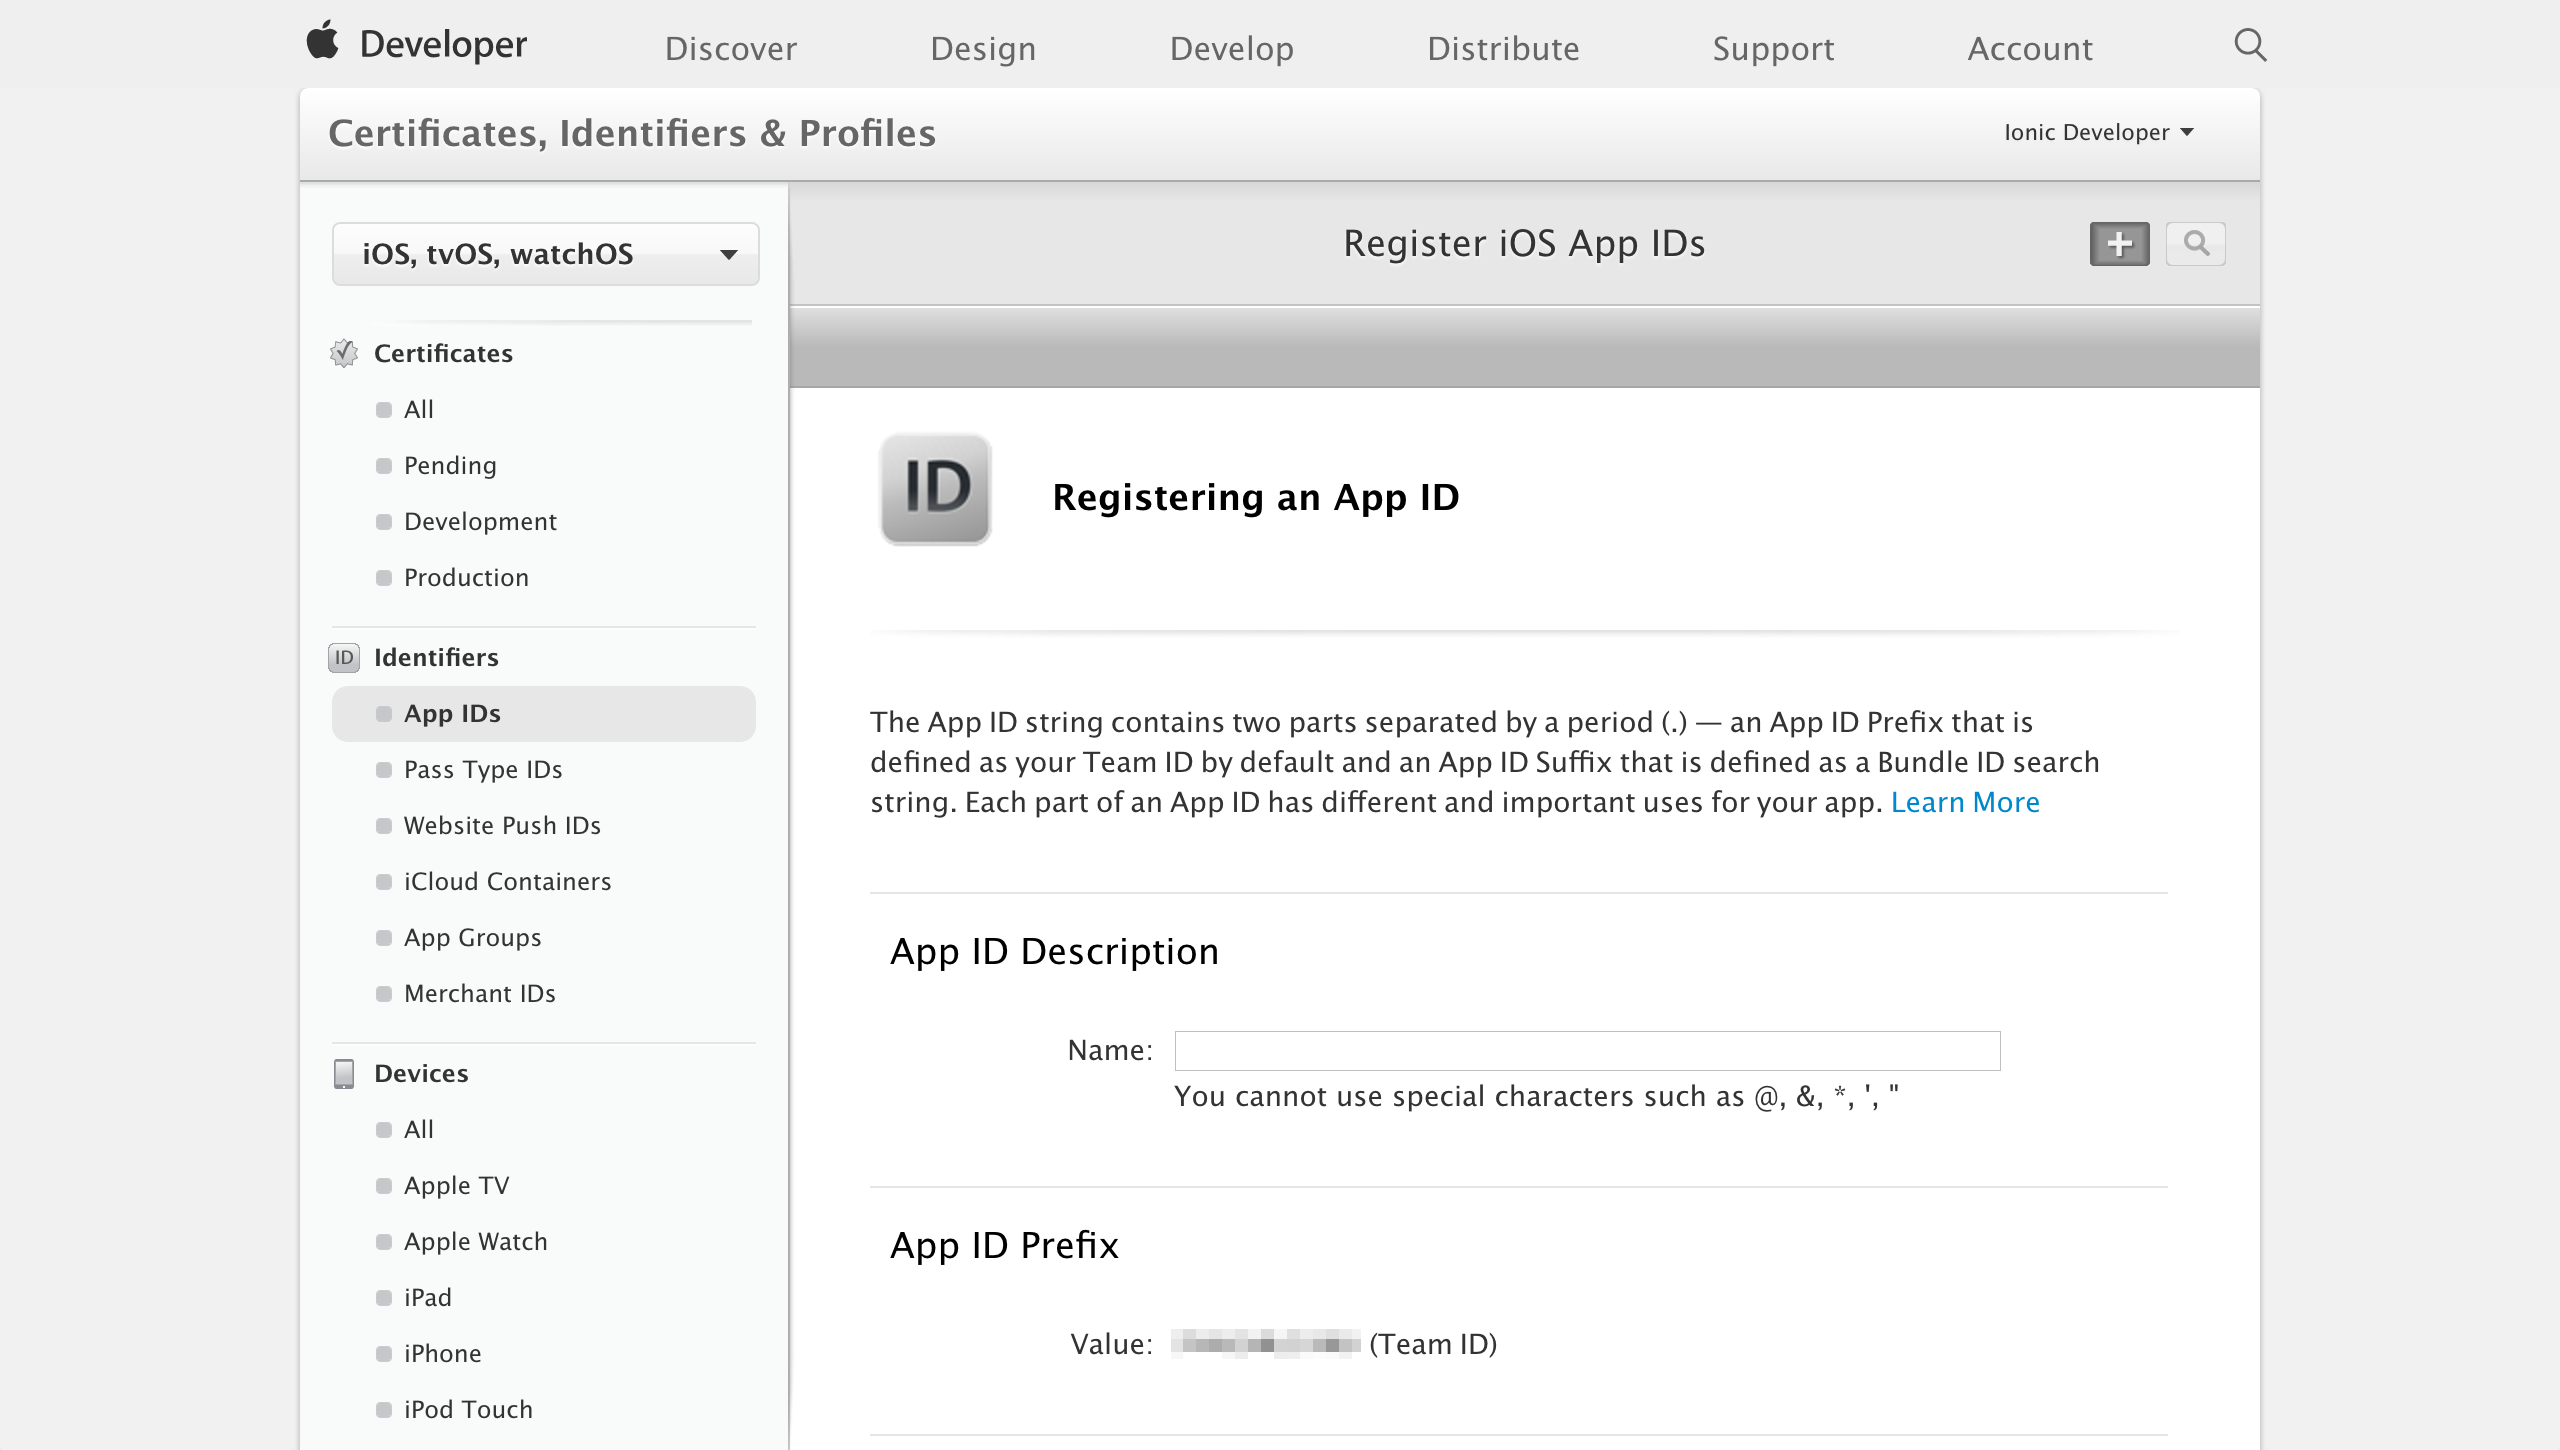 Developer Discover Design Develop Distribute Support Account
Certificates, Identifiers & Profiles
Ionic Developer
iOS, tvOS, watchOS
Certificates
All
Pending
Development
Production
ID Identifiers
App IDs
Pass Type IDs
Website Push IDs
iCloud Containers
App Groups
Merchant IDs
Devices
All
Apple TV
Apple Watch
iPad
iPhone
iPod Touch
Register iOS App IDs
ID
Registering an App ID
The App ID string contains two parts separated by a period (.) — an App ID Prefix that is
defined as your Team ID by default and an App ID Suffix that is defined as a Bundle ID search
string. Each part of an App ID has different and important uses for your app. Learn More
App ID Description
Name:
You cannot use special characters such as @, &, *, ', "
App ID Prefix
Value: (Team ID)